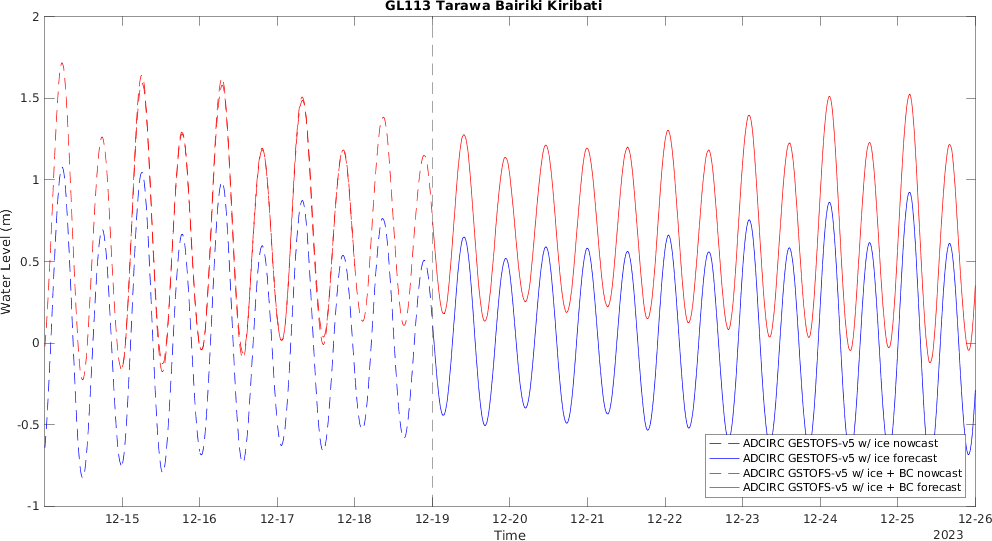 GL113 Tarawa Bairiki Kiribati
2
1.5
1
0.5
0
-0.5
-1
Water Level (m)
ADCIRC GESTOFS-v5 w/ ice nowcast
ADCIRC GESTOFS-v5 w/ ice forecast
ADCIRC GSTOFS-v5 w/ ice + BC nowcast
ADCIRC GSTOFS-v5 w/ ice + BC forecast
12-15 12-16 12-17 12-18 12-19 12-20 12-21 12-22 12-23 12-24 12-25 12-26
Time
2023